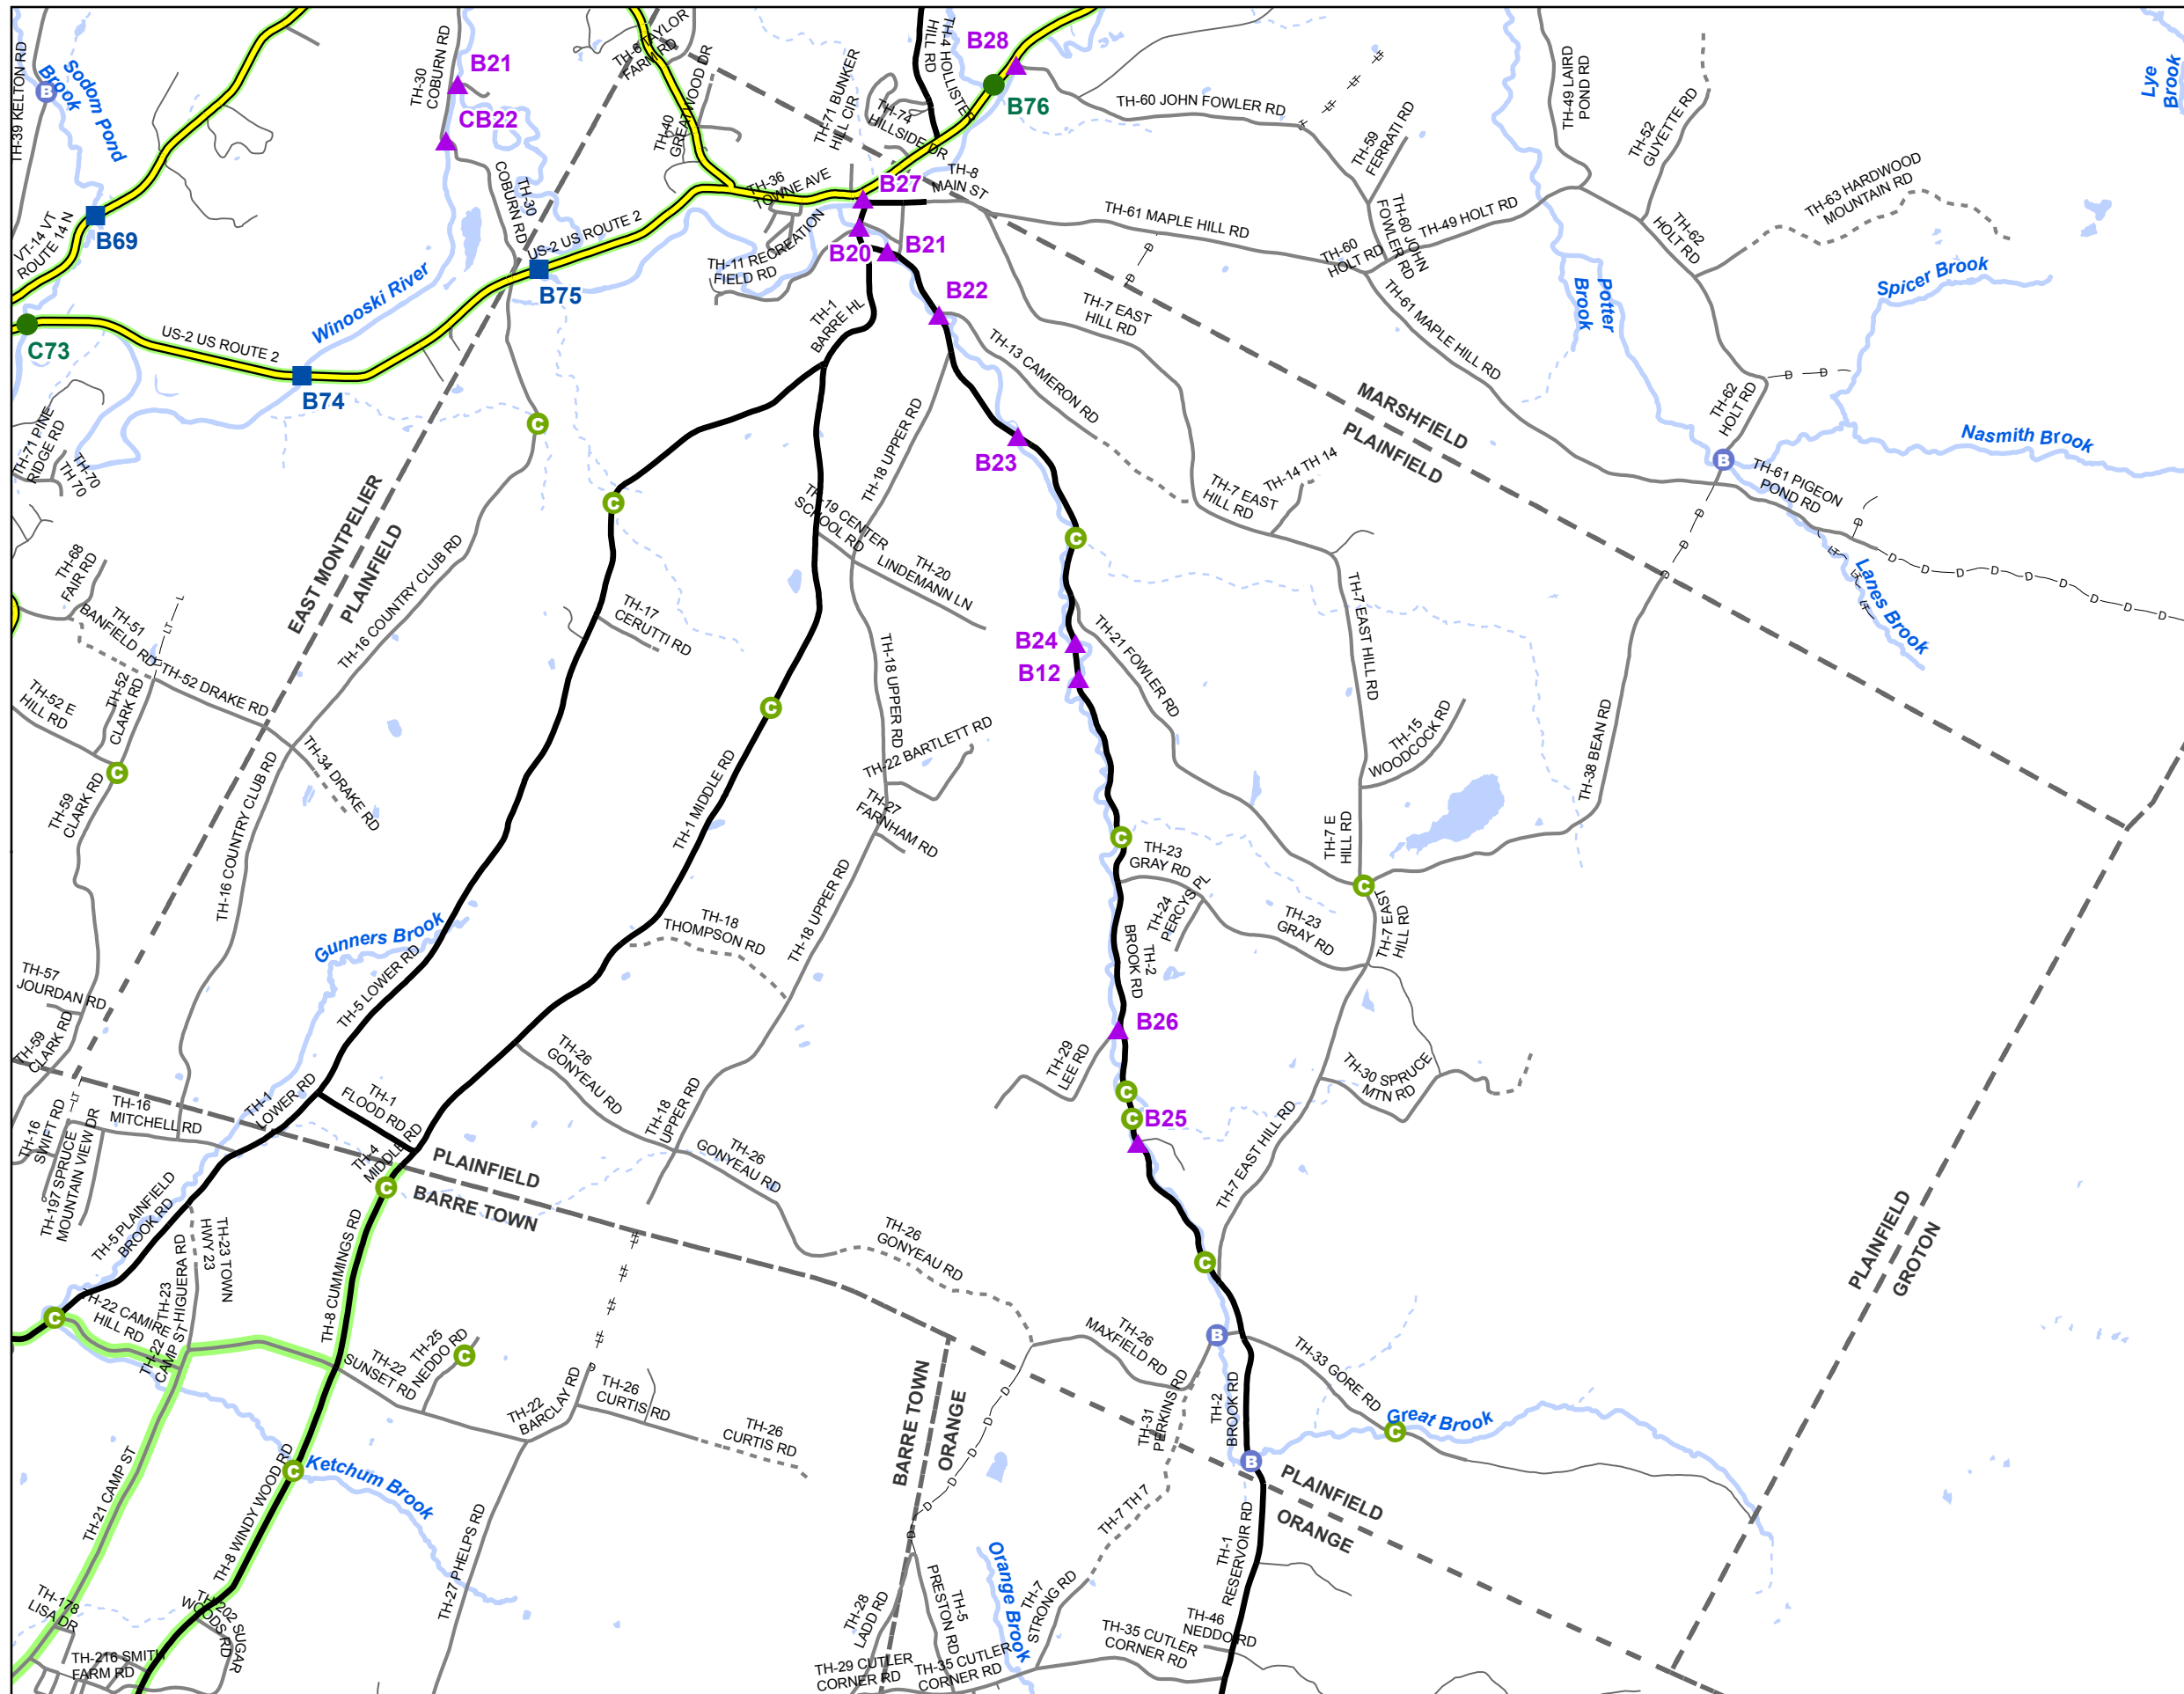 TH-39 KELTON RD
B
Sodom Pond
Brook
TH-30
COBURN RD
B21
CB22
TH-6 TAYLOR
FARM RD
TH-40
GREATWOOD DR
TH-71 BUNKER
HILL CIR
TH-74
HILLSIDE DR
TH-4 HOLLISTER
HILL RD
B28
B76
TH-60 JOHN FOWLER RD
TH-59
FERRATI RD
TH-49 LAIRD
POND RD
TH-52
GUYETTE RD
Lye
Brook
TH-63 HARDWOOD
MOUNTAIN RD
B69
VT-14 VT
ROUTE 14 N
TH-30
COBURN RD
TH-36
TOWNE AVE
B27
TH-8
MAIN ST
TH-61 MAPLE HILL RD
TH-60 JOHN
FOWLER RD
TH-60
HOLT RD
TH-49 HOLT RD
TH-62
HOLT RD
US-2 US ROUTE 2
B75
Winooski River
TH-11 RECREATION
FIELD RD
B20
B21
B22
TH-1
BARRE HL
TH-7 EAST
HILL RD
TH-61 MAPLE HILL RD
Potter
Brook
Spicer Brook
C73
US-2 US ROUTE 2
B74
TH-13 CAMERON RD
MARSHFIELD
PLAINFIELD
TH-62
HOLT RD
Nasmith Brook
TH-71 PINE
RIDGE RD
TH-70
TH 70
C
C
B23
TH-18 UPPER RD
TH-19 CENTER
SCHOOL RD
TH-7 EAST
HILL RD
TH-14 TH 14
B
TH-61 PIGEON
POND RD
EAST MONTPELIER
PLAINFIELD
TH-16 COUNTRY CLUB RD
C
TH-20
LINDEMANN LN
Lanes Brook
TH-68
FAIR RD
TH-51
BANFIELD RD
TH-17
CERUTTI RD
TH-7 EAST HILL RD
TH-21 FOWLER RD
B24
B12
TH-52 DRAKE RD
TH-52
CLARK RD
TH-52 E
HILL RD
C
TH-18 UPPER RD
TH-22 BARTLETT RD
TH-15
WOODCOCK RD
TH-38 BEAN RD
TH-34 DRAKE RD
C
TH-59
CLARK RD
TH-1 MIDDLE RD
TH-27
FARNHAM RD
C
TH-23
GRAY RD
TH-7 E
HILL RD
C
TH-16 COUNTRY CLUB RD
TH-18 UPPER RD
TH-24
PERCYS PL
TH-23
GRAY RD
TH-7 EAST
HILL RD
Gunners Brook
TH-18
THOMPSON RD
TH-2
BROOK RD
TH-5 LOWER RD
TH-57
JOURDAN RD
TH-59
CLARK RD
TH-26
GONYEAU RD
B26
TH-29
LEE RD
TH-30 SPRUCE
MTN RD
TH-1
LOWER RD
TH-1
FLOOD RD
TH-16
SWIFT RD
TH-16
MITCHELL RD
TH-18
UPPER RD
C
C
B25
TH-4
MIDDLE RD
PLAINFIELD
BARRE TOWN
TH-26
GONYEAU RD
TH-7 EAST HILL RD
C
TH-197 SPRUCE
MOUNTAIN VIEW DR
TH-5 PLAINFIELD
BROOK RD
TH-23 TOWN
HWY 23
TH-23
HIGUERA RD
TH-8 CUMMINGS RD
TH-26
GONYEAU RD
C
PLAINFIELD
GROTON
C
TH-22 CAMIRE
HILL RD
TH-22 E
CAMP ST
TH-22
SUNSET RD
TH-25
NEDDO RD
C
TH-26
MAXFIELD RD
B
TH-33 GORE RD
TH-22
BARCLAY RD
TH-26
CURTIS RD
TH-26
CURTIS RD
BARRE TOWN
ORANGE
TH-31
PERKINS RD
TH-2
BROOK RD
C
Great Brook
C
Ketchum Brook
B
PLAINFIELD
ORANGE
TH-21 CAMP ST
TH-8 WINDY WOOD RD
TH-27 PHELPS RD
TH-7 TH 7
TH-1
RESERVOIR RD
Orange Brook
TH-178
LISA DR
TH-202 SUGAR
WOODS RD
TH-216 SMITH
FARM RD
TH-28
LADD RD
TH-5
PRESTON RD
TH-7
STRONG RD
TH-46
NEDDO RD
TH-35 CUTLER
CORNER RD
TH-29 CUTLER
CORNER RD
TH-35 CUTLER
CORNER RD